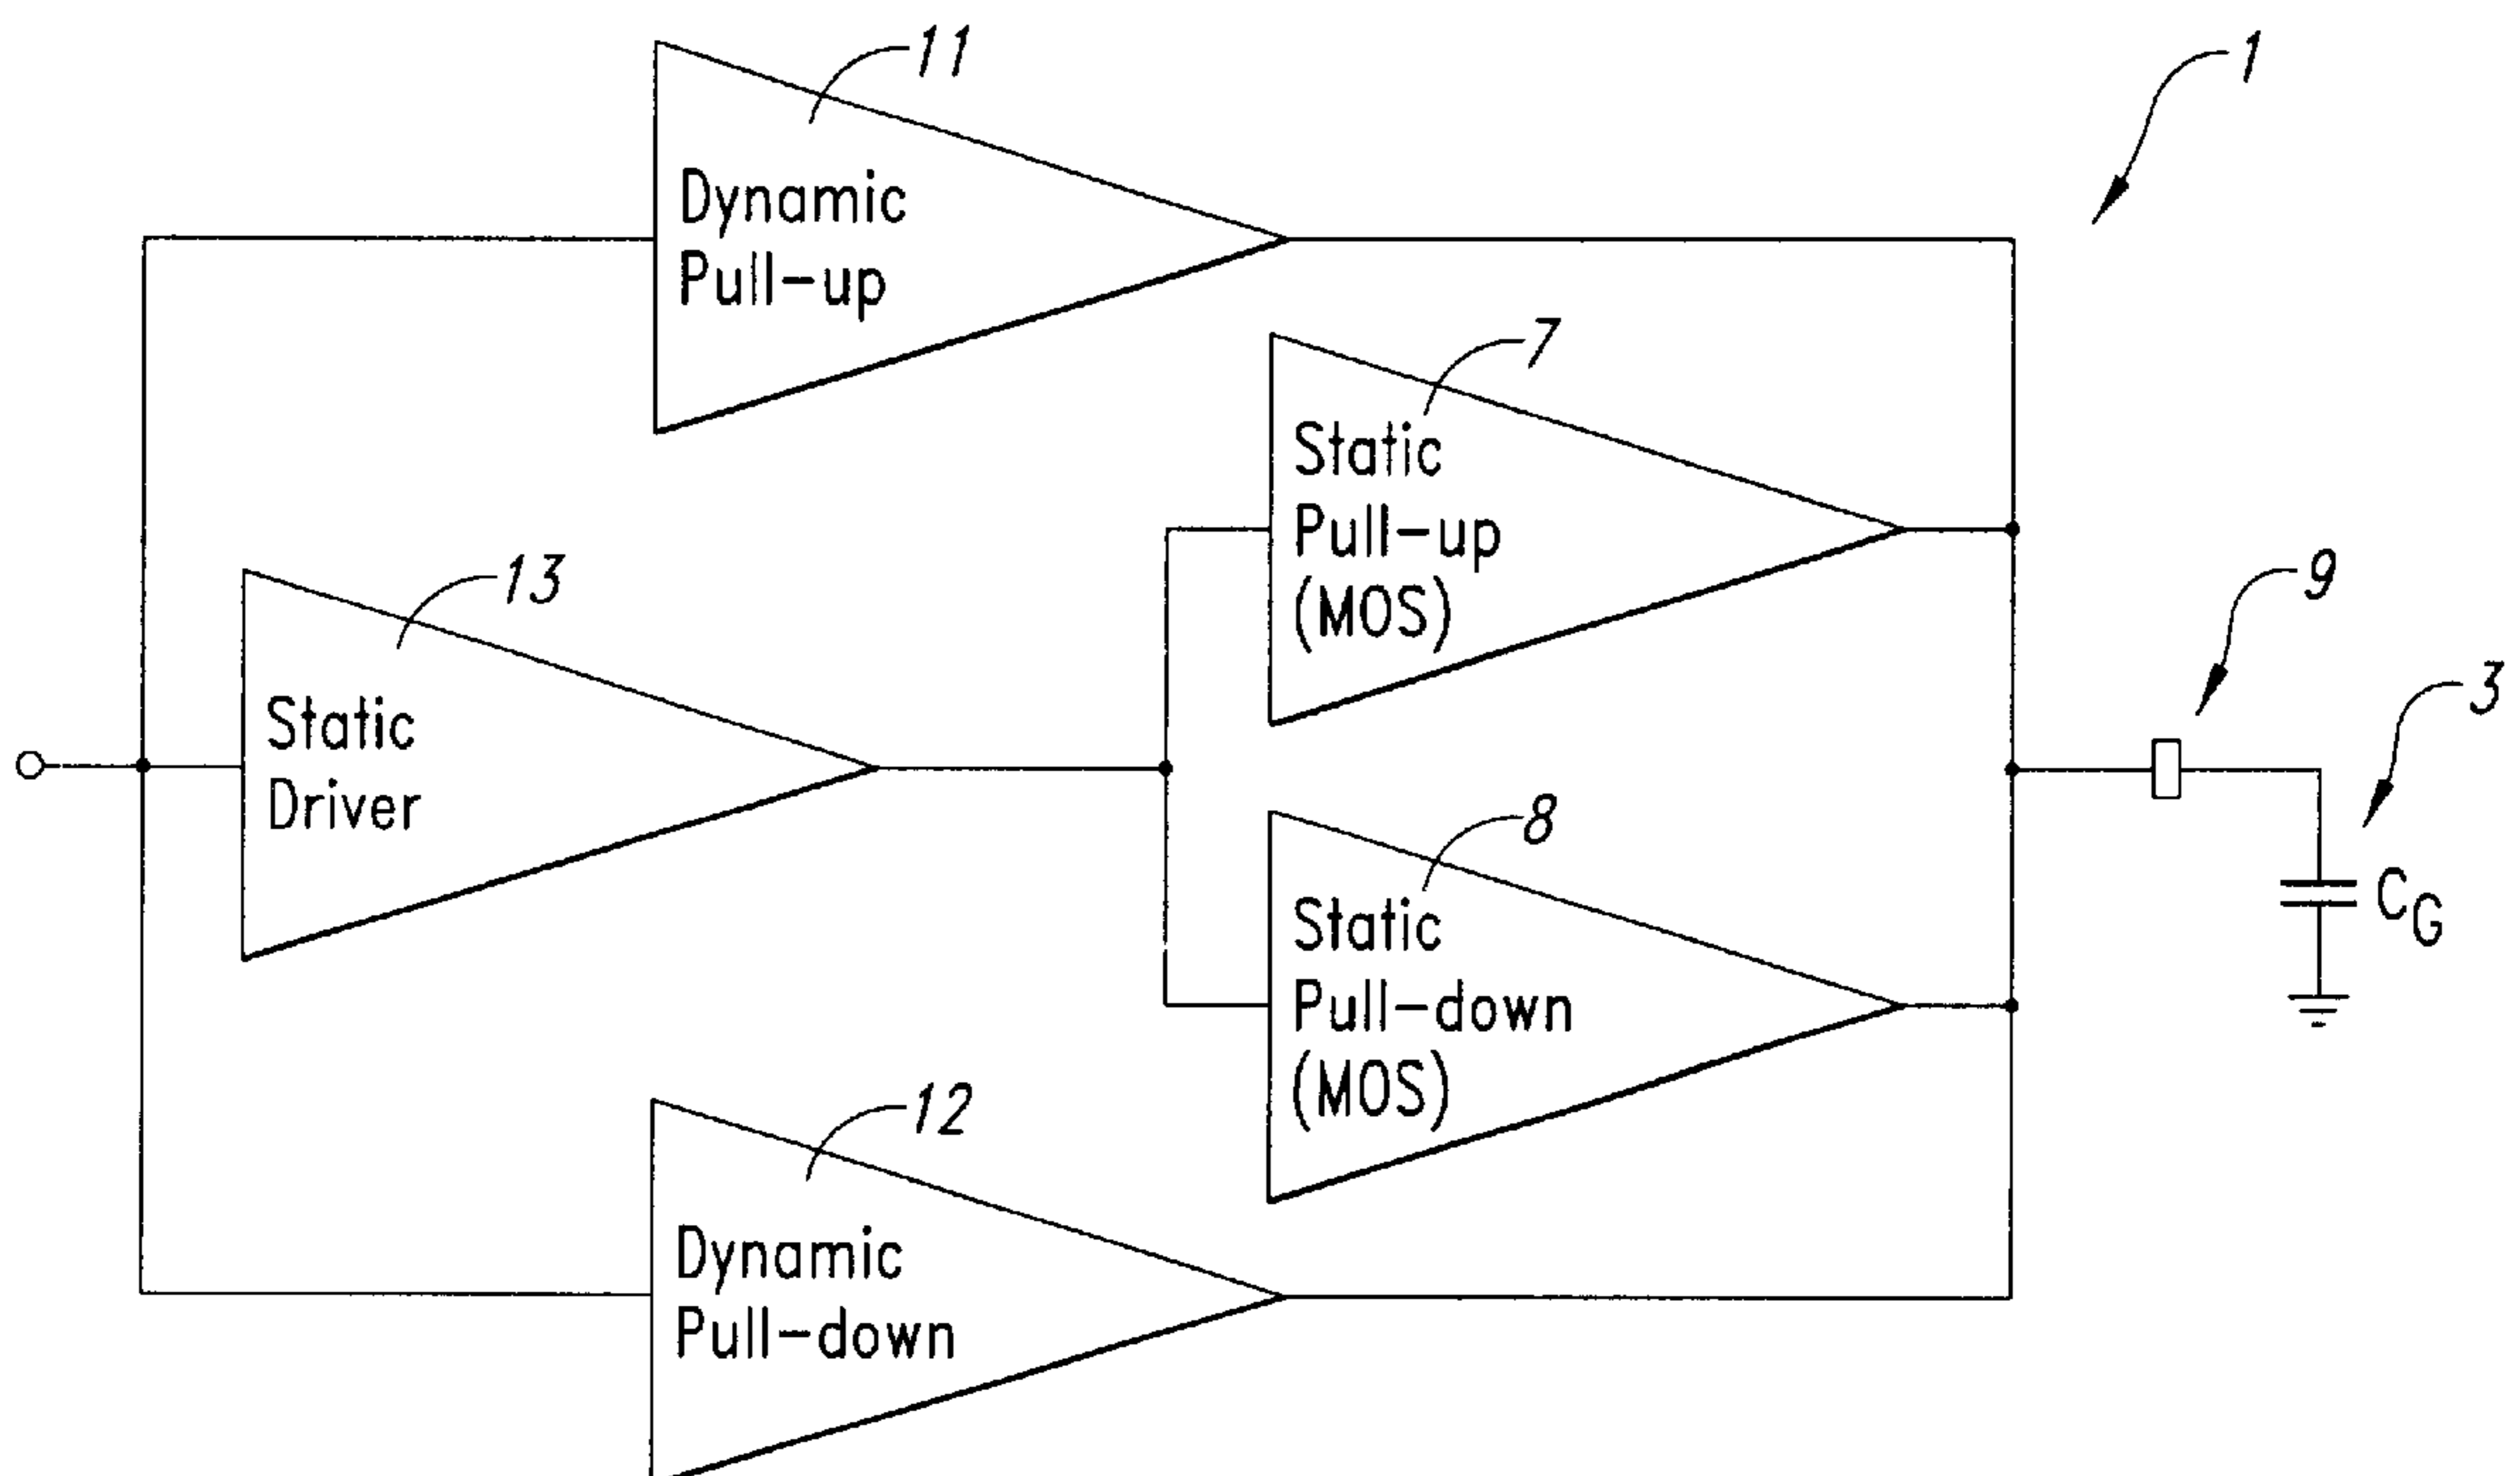 11
1
Dynamic
Pull-up
7
Static
Pull-up
(MOS)
13
9
3
Static
Driver
8
Static
Pull-down
(MOS)
CG
12
Dynamic
Pull-down